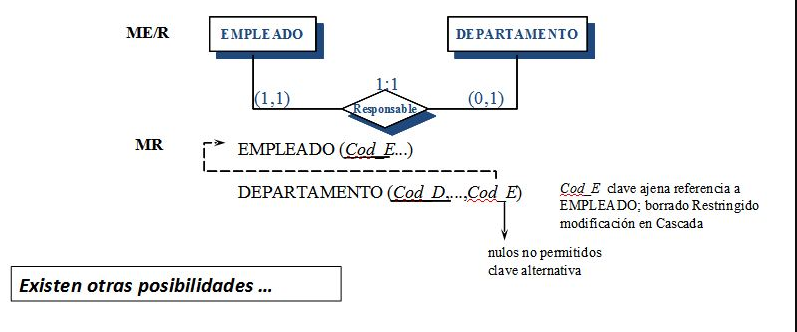 ME/R
EMPLEADO
DEPARTAMENTO
1:1
(1,1)
Responsable
(0,1)
MR
EMPLEADO (Cod_E...)
DEPARTAMENTO (Cod_D,...,Cod_E)
Cod_E clave ajena referencia a
EMPLEADO; borrado Restringido
modificación en Cascada
nulos no permitidos
clave alternativa
Existen otras posibilidades ...